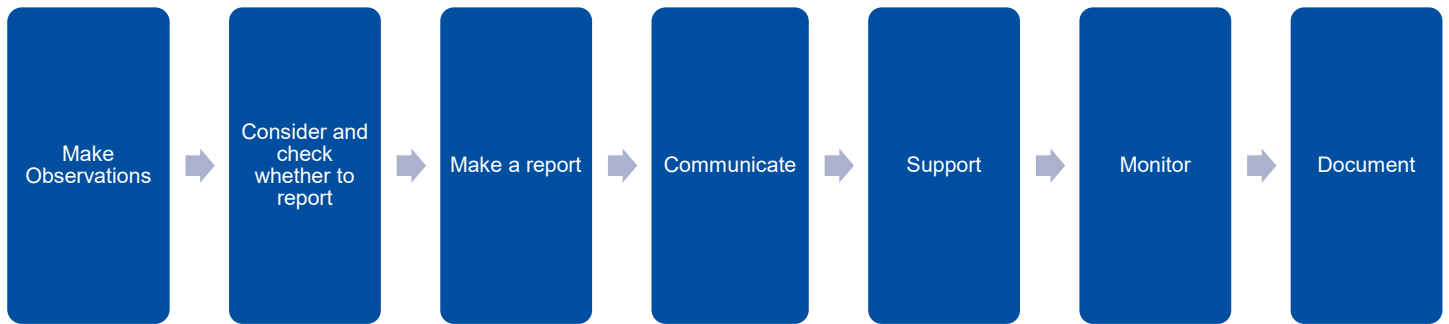 Make
Observations
Consider and
check
whether to
report
Make a report
Communicate
Support
Monitor
Document